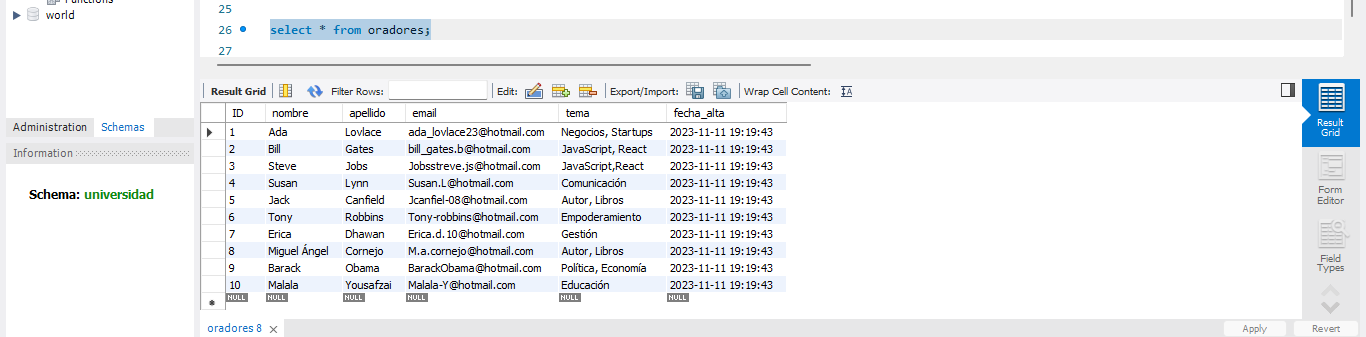 Functions
world
Administration Schemas
Information
Schema: universidad
25
26 select * from oradores;
27
Result Grid Filter Rows: Edit: Export/Import: Wrap Cell Content:
ID nombre apellido email tema fecha_alta
1 Ada Lovlace ada_lovlace23@hotmail.com Negocios, Startups 2023-11-11 19:19:43
2 Bill Gates bill_gates.b@hotmail.com JavaScript, React 2023-11-11 19:19:43
3 Steve Jobs Jobsstreve.js@hotmail.com JavaScript,React 2023-11-11 19:19:43
4 Susan Lynn Susan.L@hotmail.com Comunicación 2023-11-11 19:19:43
5 Jack Canfield Jcanfiel-08@hotmail.com Autor, Libros 2023-11-11 19:19:43
6 Tony Robbins Tony-robbins@hotmail.com Empoderamiento 2023-11-11 19:19:43
7 Erica Dhawan Erica.d.10@hotmail.com Gestión 2023-11-11 19:19:43
8 Miguel Ángel Cornejo M.a.cornejo@hotmail.com Autor, Libros 2023-11-11 19:19:43
9 Barack Obama BarackObama@hotmail.com Política, Economía 2023-11-11 19:19:43
10 Malala Yousafzai Malala-Y@hotmail.com Educación 2023-11-11 19:19:43
NULL NULL NULL NULL NULL NULL
oradores 8
Result
Grid
Form
Editor
Field
Types
Apply Revert